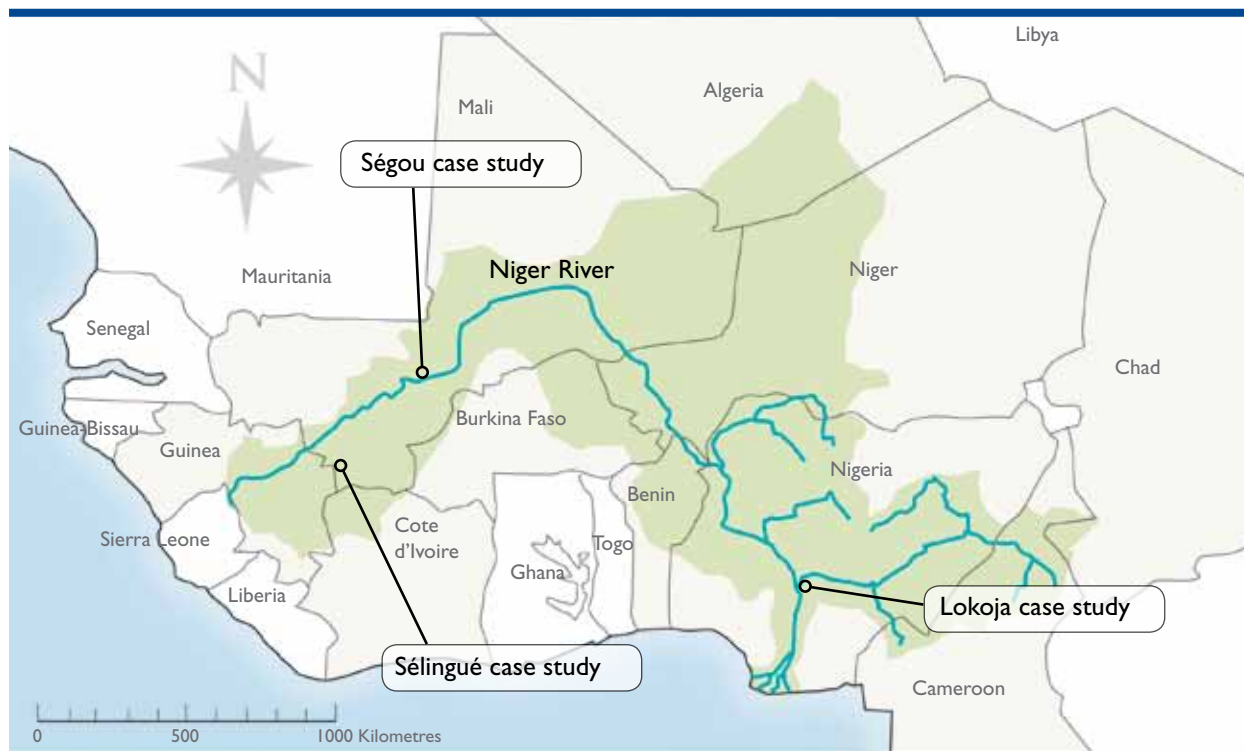 Libya
N
Mali
Algeria
Ségou case study
Niger River
Niger
Mauritania
Senegal
Chad
Guinea-Bissau
Guinea
Burkina Faso
Nigeria
Benin
Sierra Leone
Cote
d’Ivoire
Togo
Ghana
Liberia
Lokoja case study
Sélingué case study
Cameroon
0 500 1000 Kilometres